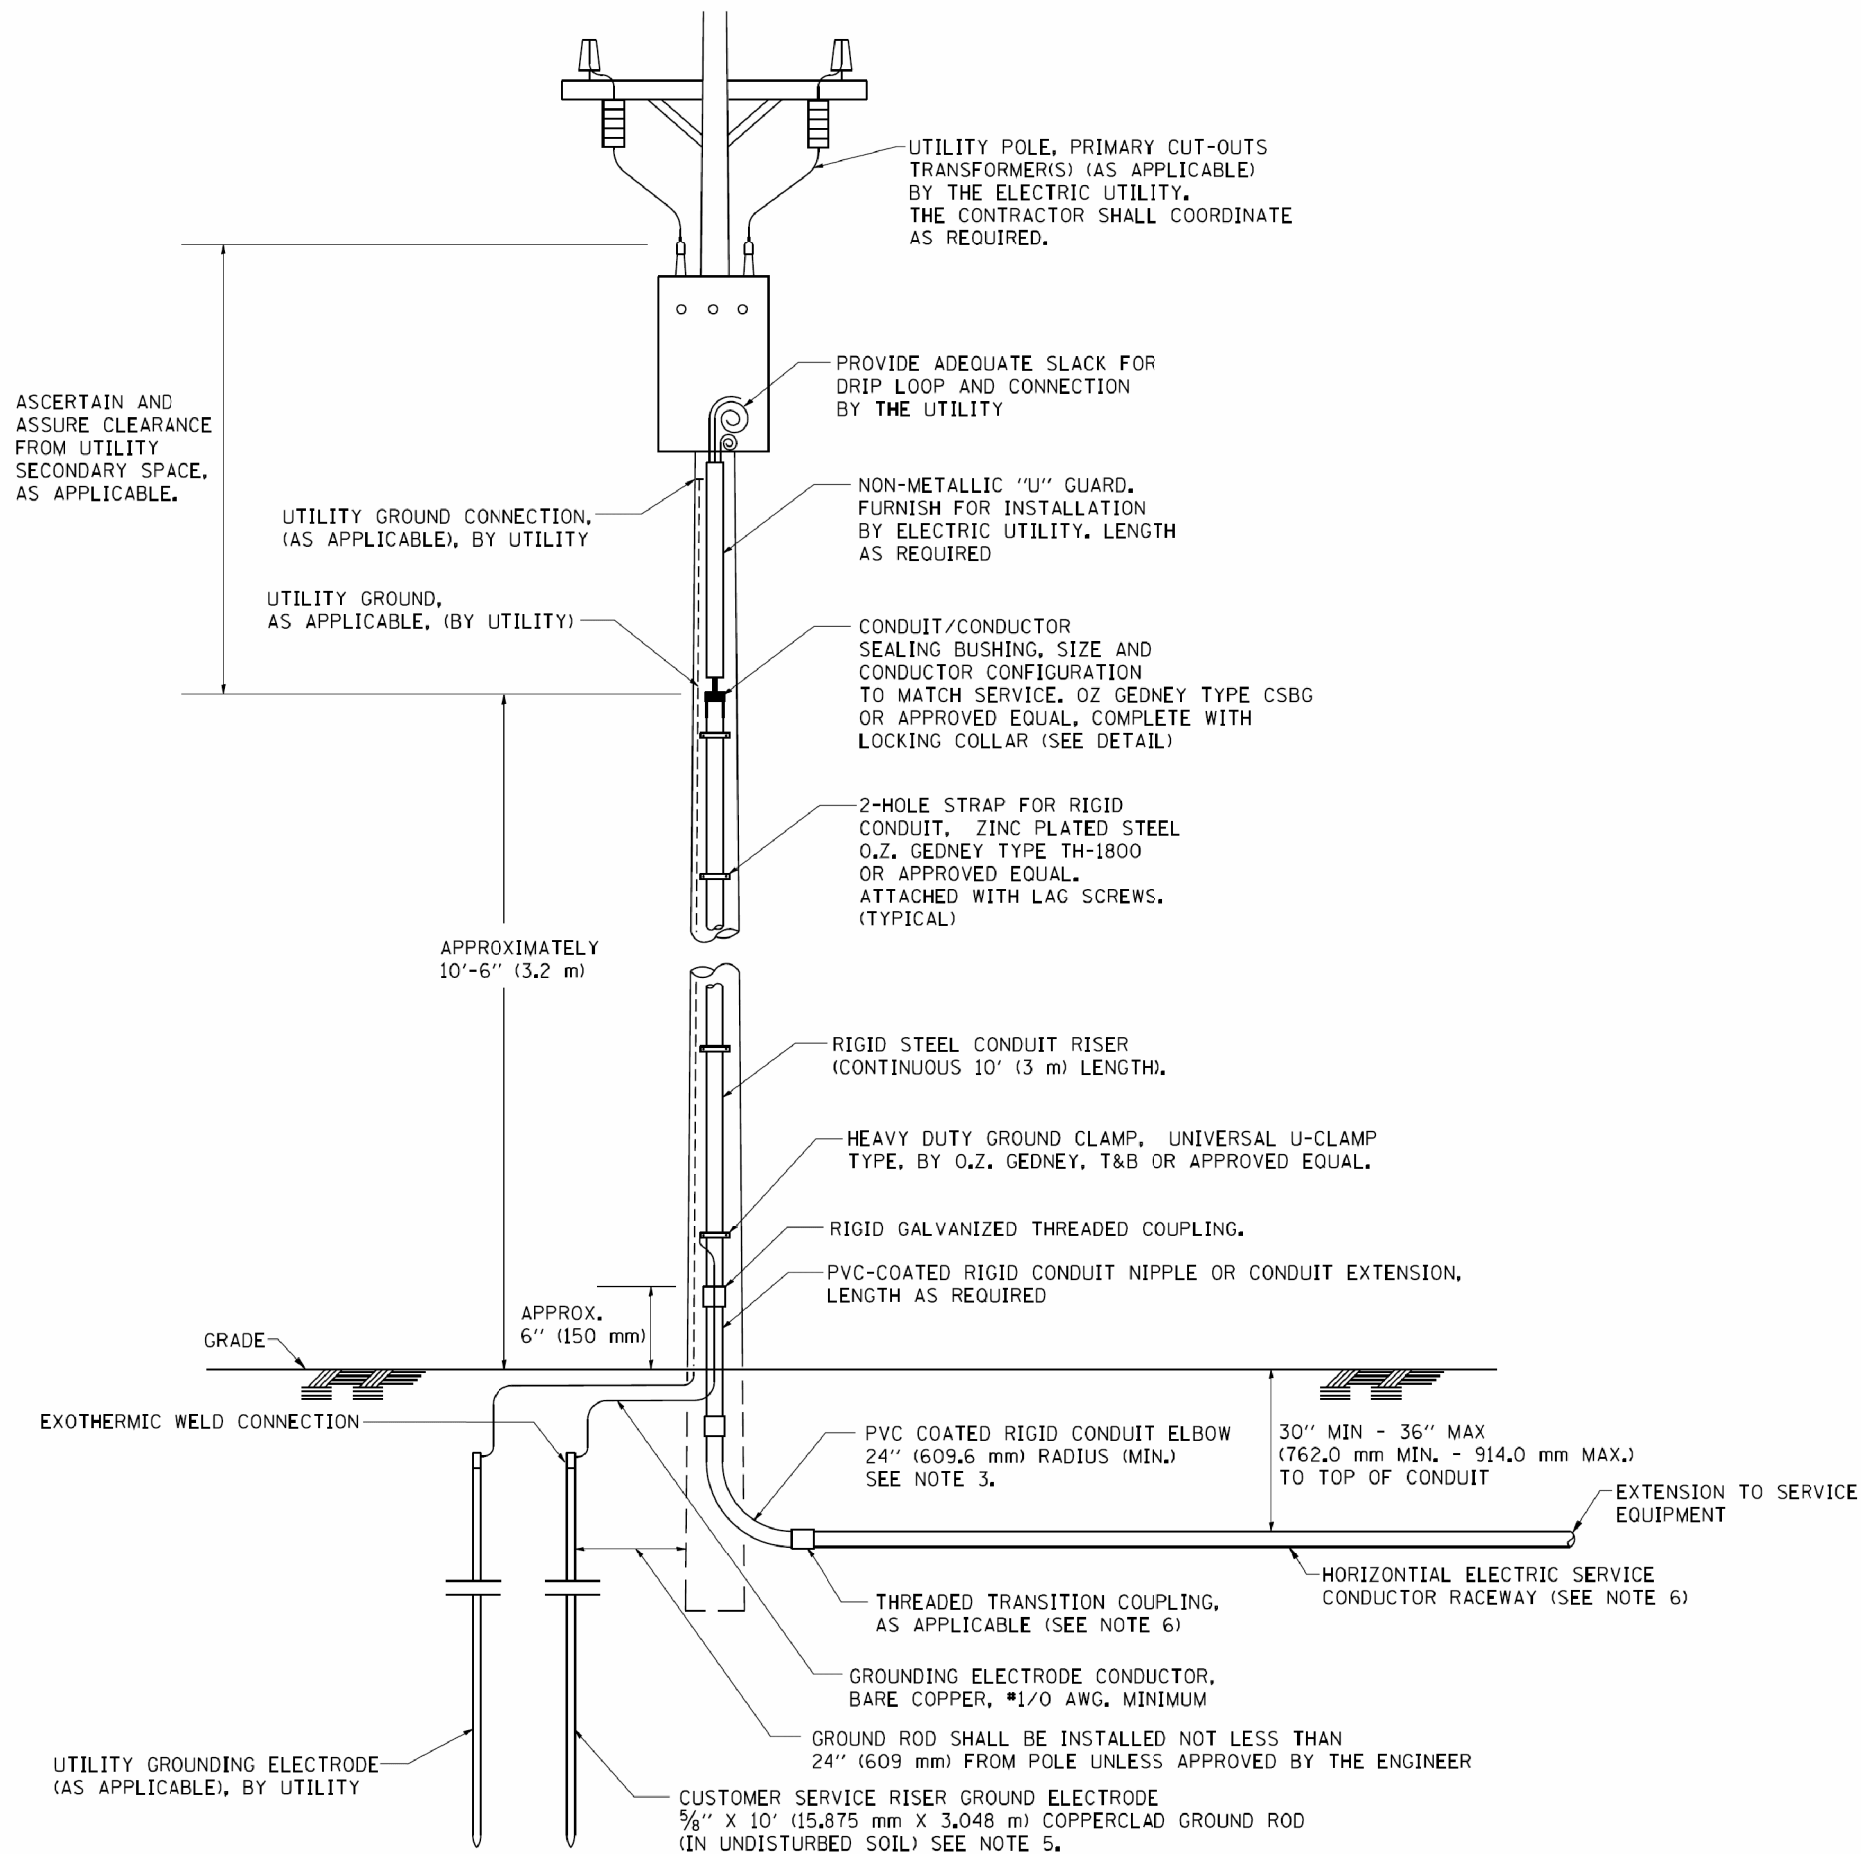 UTILITY POLE, PRIMARY CUT-OUTS
TRANSFORMER(S) (AS APPLICABLE)
BY THE ELECTRIC UTILITY.
THE CONTRACTOR SHALL COORDINATE
AS REQUIRED.
PROVIDE ADEQUATE SLACK FOR
DRIP LOOP AND CONNECTION
BY THE UTILITY
ASCERTAIN AND
ASSURE CLEARANCE
FROM UTILITY
SECONDARY SPACE,
AS APPLICABLE.
NON-METALLIC "U" GUARD.
FURNISH FOR INSTALLATION
BY ELECTRIC UTILITY. LENGTH
AS REQUIRED
UTILITY GROUND CONNECTION,
(AS APPLICABLE), BY UTILITY
UTILITY GROUND,
AS APPLICABLE, (BY UTILITY)
CONDUIT/CONDUCTOR
SEALING BUSHING, SIZE AND
CONDUCTOR CONFIGURATION
TO MATCH SERVICE. OZ GEDNEY TYPE CSBG
OR APPROVED EQUAL, COMPLETE WITH
LOCKING COLLAR (SEE DETAIL)
2-HOLE STRAP FOR RIGID
CONDUIT, ZINC PLATED STEEL
O.Z. GEDNEY TYPE TH-1800
OR APPROVED EQUAL.
ATTACHED WITH LAG SCREWS.
(TYPICAL)
APPROXIMATELY
10'-6" (3.2 m)
RIGID STEEL CONDUIT RISER
(CONTINUOUS 10' (3 m) LENGTH).
HEAVY DUTY GROUND CLAMP, UNIVERSAL U-CLAMP
TYPE, BY O.Z. GEDNEY, T&B OR APPROVED EQUAL.
RIGID GALVANIZED THREADED COUPLING.
PVC-COATED RIGID CONDUIT NIPPLE OR CONDUIT EXTENSION,
LENGTH AS REQUIRED
APPROX.
6" (150 mm)
GRADE
EXOTHERMIC WELD CONNECTION
PVC COATED RIGID CONDUIT ELBOW
24" (609.6 mm) RADIUS (MIN.)
SEE NOTE 3.
30" MIN - 36" MAX
(762.0 mm MIN. - 914.0 mm MAX.)
TO TOP OF CONDUIT
EXTENSION TO SERVICE
EQUIPMENT
HORIZONTIAL ELECTRIC SERVICE
CONDUCTOR RACEWAY (SEE NOTE 6)
THREADED TRANSITION COUPLING,
AS APPLICABLE (SEE NOTE 6)
GROUNDING ELECTRODE CONDUCTOR,
BARE COPPER, #1/0 AWG. MINIMUM
GROUND ROD SHALL BE INSTALLED NOT LESS THAN
24" (609 mm) FROM POLE UNLESS APPROVED BY THE ENGINEER
UTILITY GROUNDING ELECTRODE
(AS APPLICABLE), BY UTILITY
CUSTOMER SERVICE RISER GROUND ELECTRODE
5/8" X 10' (15.875 mm X 3.048 m) COPPERCLAD GROUND ROD
(IN UNDISTURBED SOIL) SEE NOTE 5.